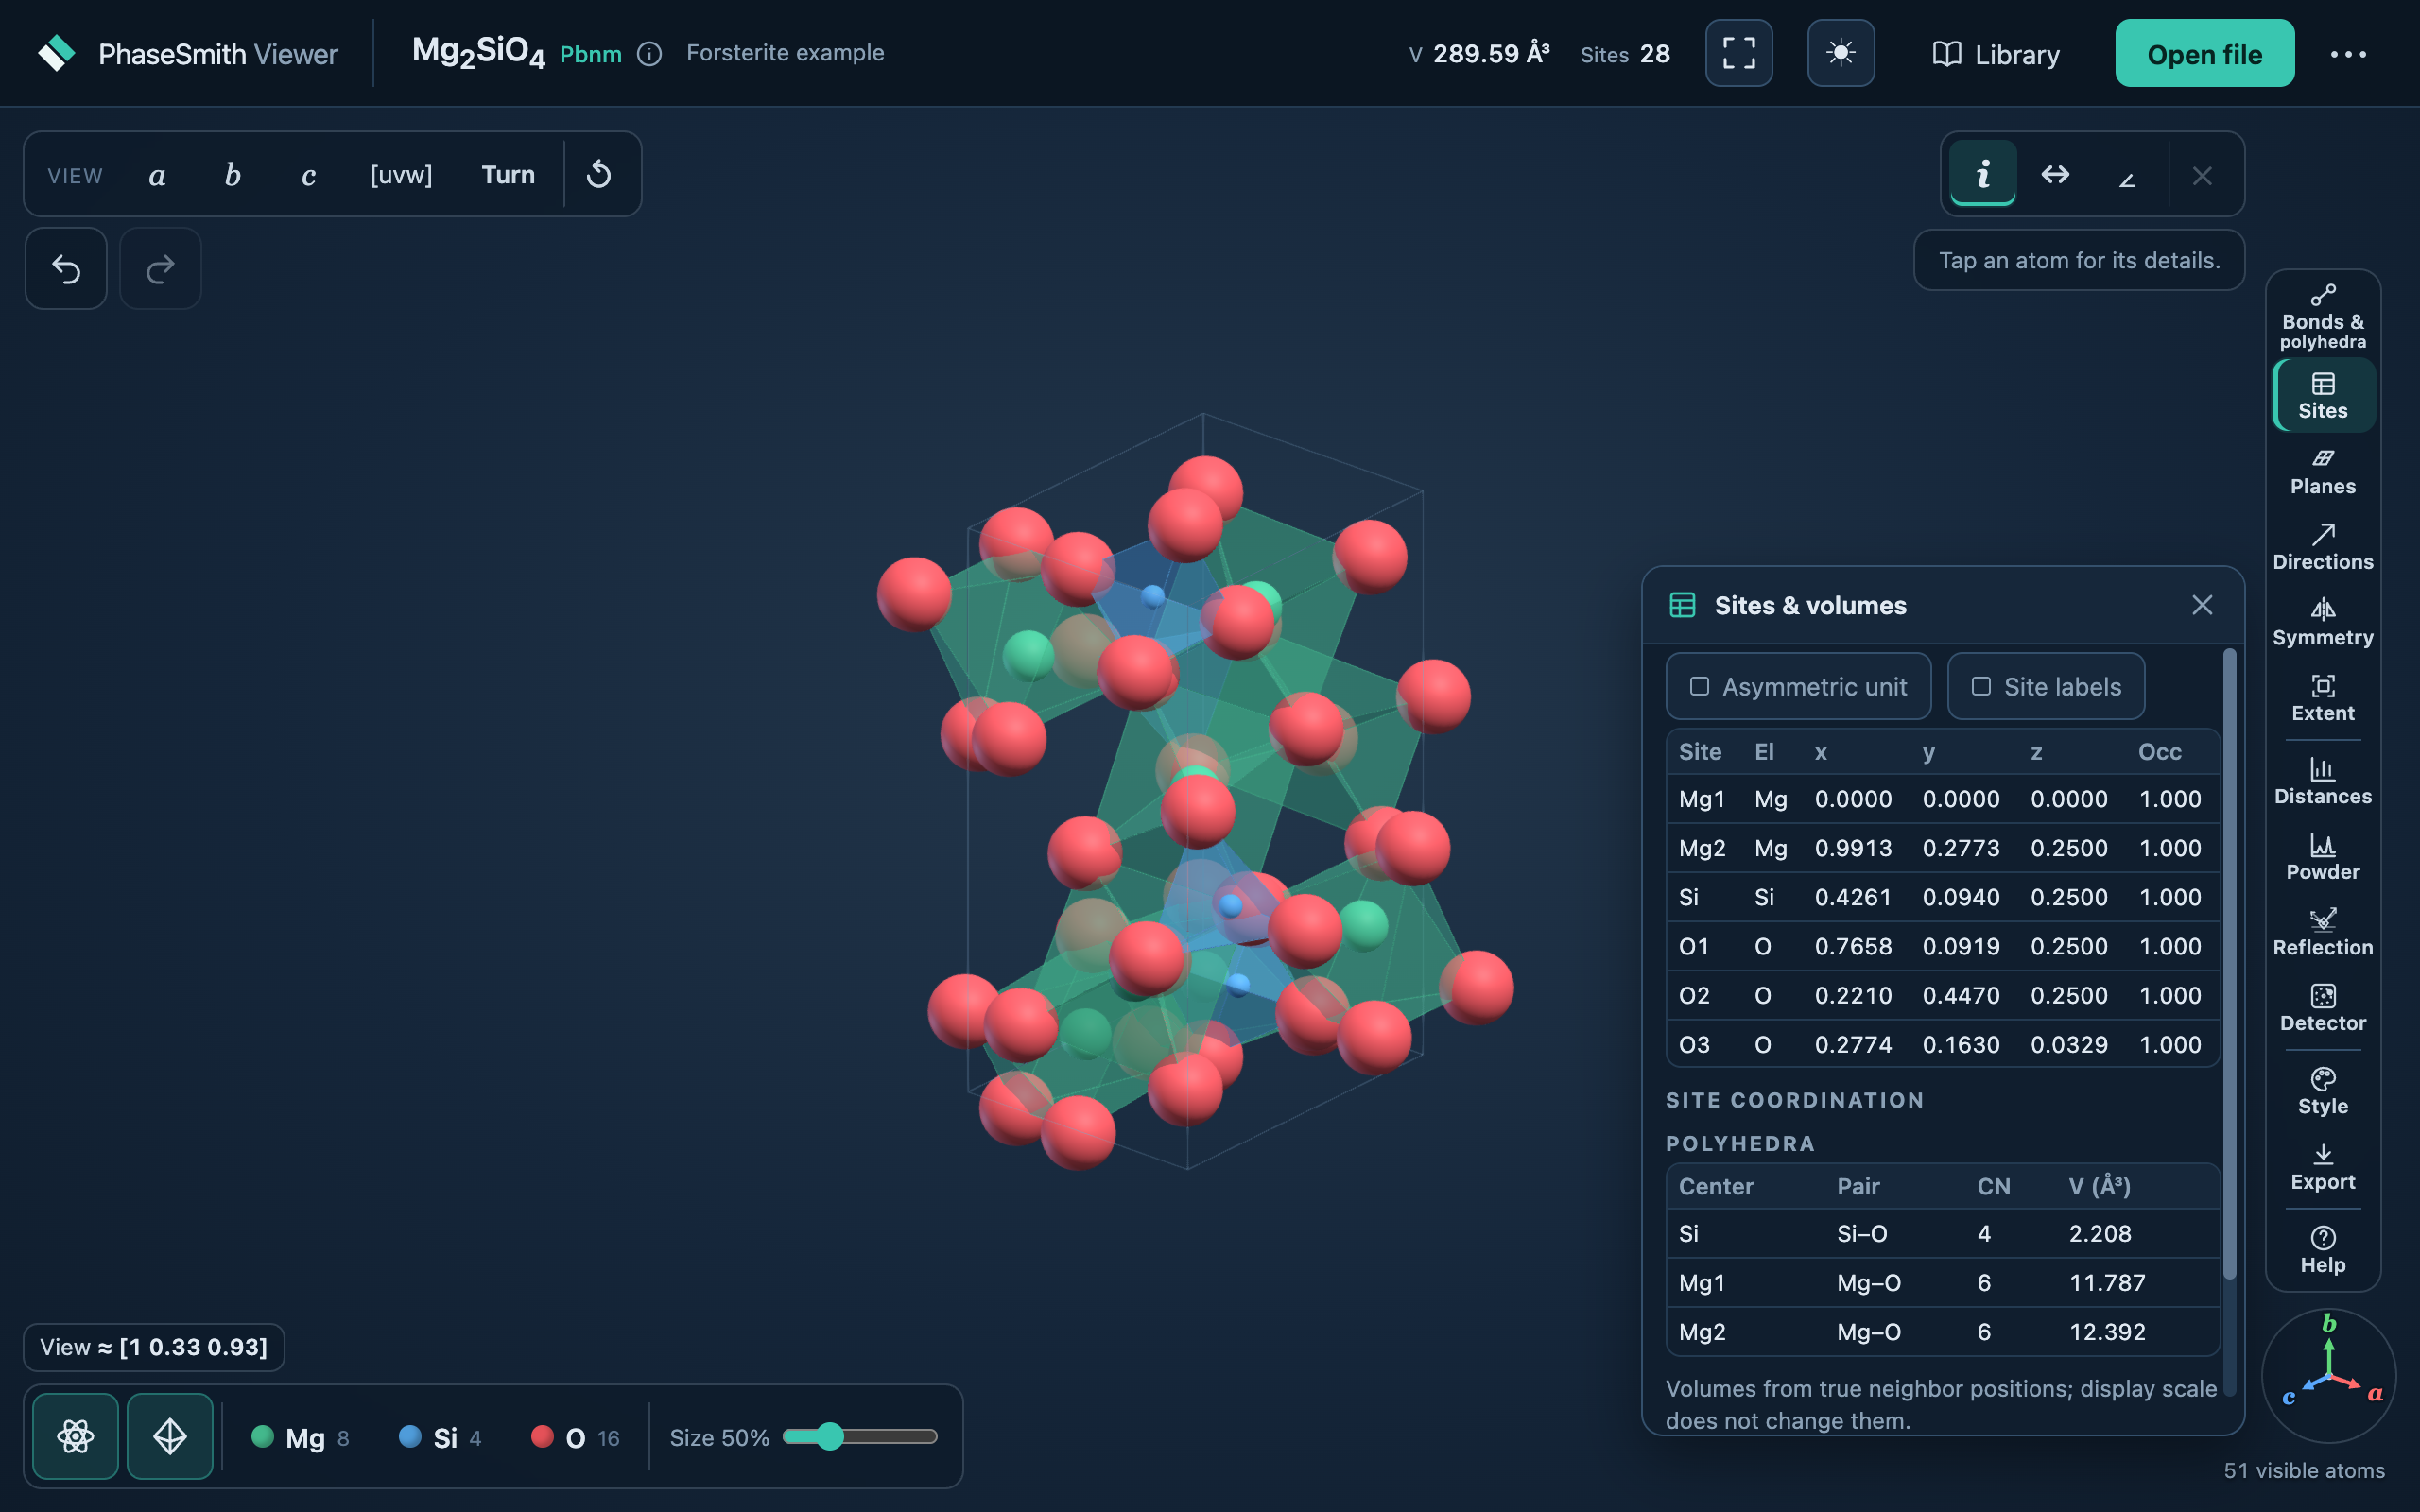 PhaseSmith Viewer
Mg2SiO4 Pbnm i Forsterite example
V 289.59 Å³ Sites 28
Library
Open file
VIEW a b c [uvw] Turn
i
Tap an atom for its details.
Bonds &
polyhedra
Sites
Planes
Directions
Symmetry
Extent
Distances
Powder
Reflection
Detector
Style
Export
Help
Sites & volumes
Asymmetric unit Site labels
Site El x y z Occ
Mg1 Mg 0.0000 0.0000 0.0000 1.000
Mg2 Mg 0.9913 0.2773 0.2500 1.000
Si Si 0.4261 0.0940 0.2500 1.000
O1 O 0.7658 0.0919 0.2500 1.000
O2 O 0.2210 0.4470 0.2500 1.000
O3 O 0.2774 0.1630 0.0329 1.000
SITE COORDINATION
POLYHEDRA
Center Pair CN V (Å³)
Si Si–O 4 2.208
Mg1 Mg–O 6 11.787
Mg2 Mg–O 6 12.392
Volumes from true neighbor positions; display scale
does not change them.
View ≈ [1 0.33 0.93]
Mg 8 Si 4 O 16 Size 50%
b
c a
51 visible atoms